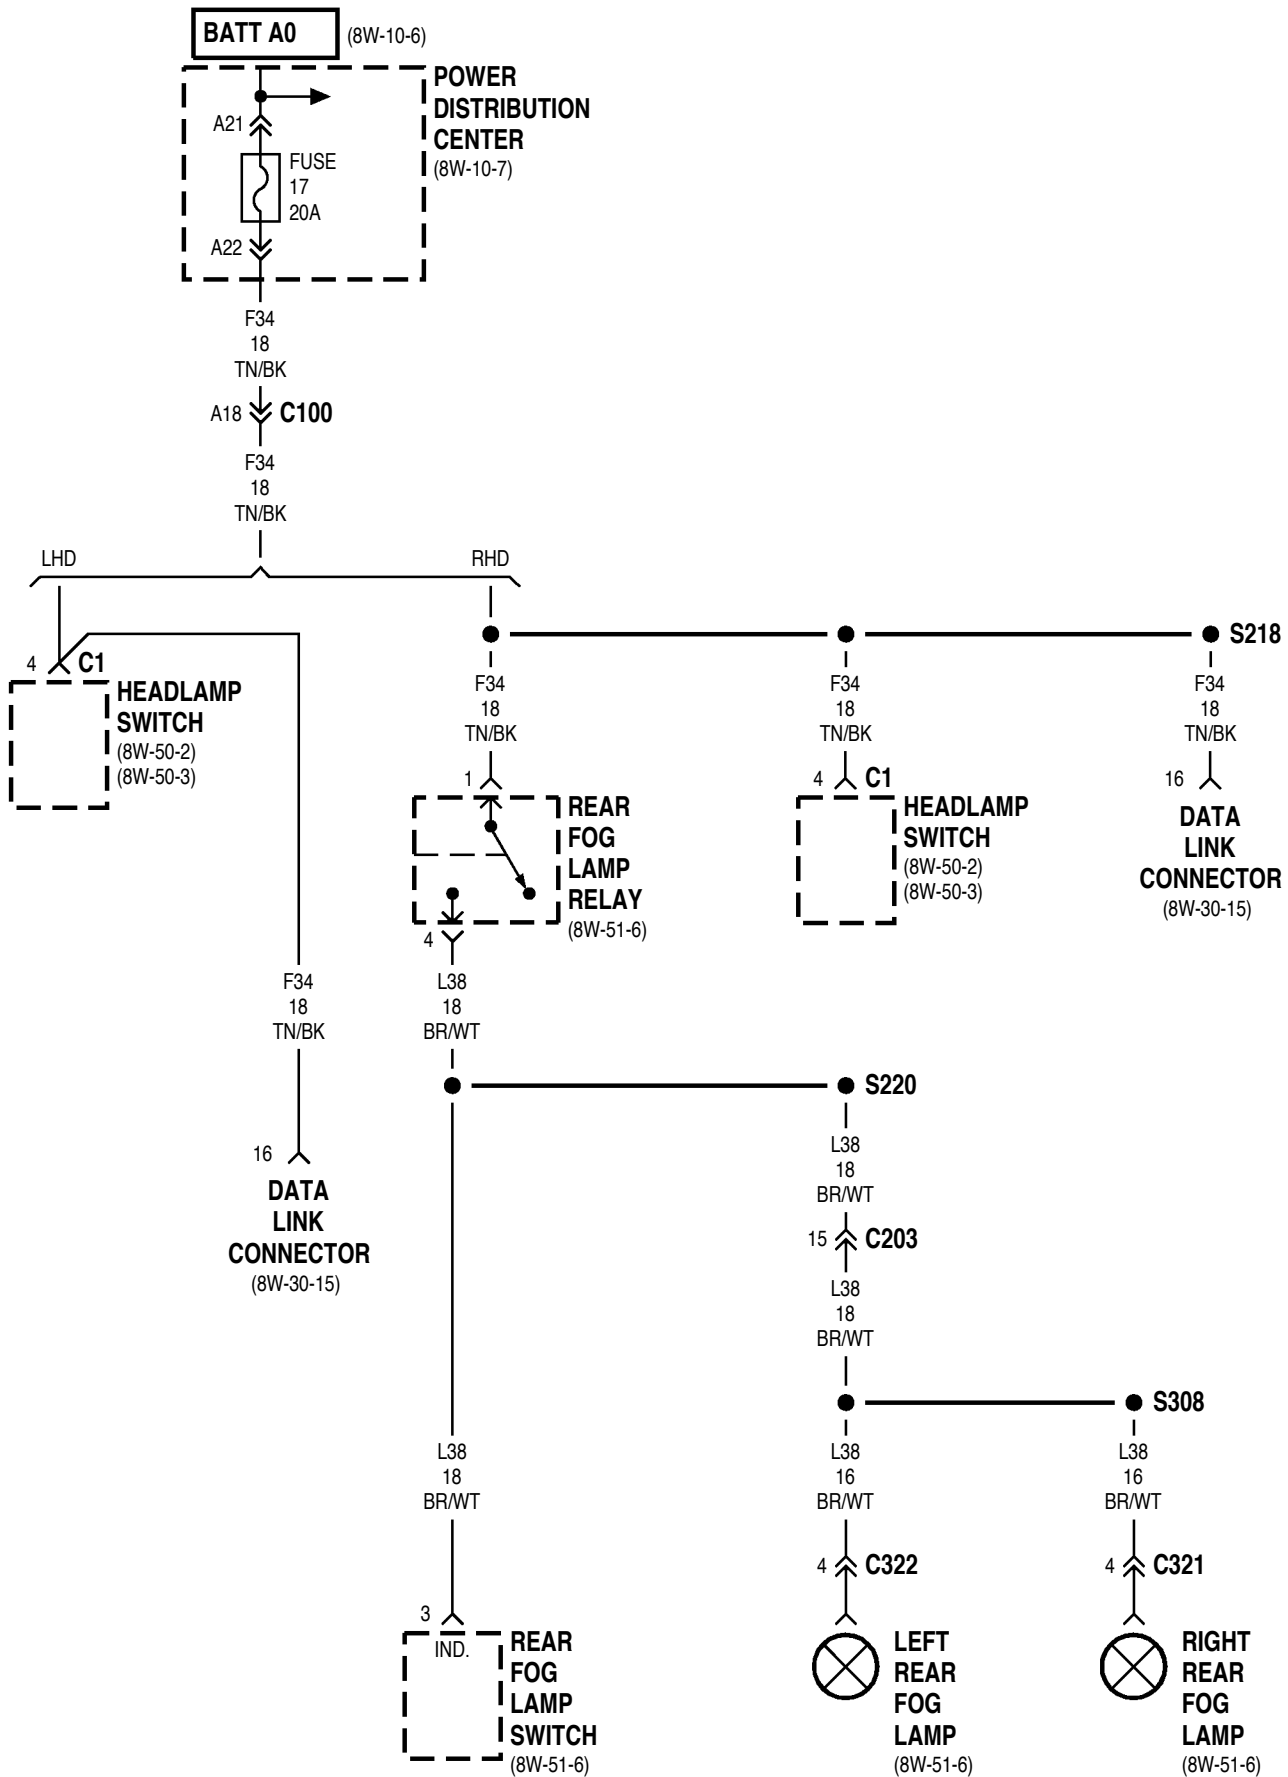 BATT A0
(8W-10-6)
POWER
DISTRIBUTION
CENTER
(8W-10-7)
A21
FUSE
17
20A
A22
F34
18
TN/BK
A18
C100
F34
18
TN/BK
LHD
RHD
S218
4
C1
HEADLAMP
SWITCH
(8W-50-2)
(8W-50-3)
F34
18
TN/BK
F34
18
TN/BK
F34
18
TN/BK
1
REAR
FOG
LAMP
RELAY
(8W-51-6)
4
4
C1
HEADLAMP
SWITCH
(8W-50-2)
(8W-50-3)
16
DATA
LINK
CONNECTOR
(8W-30-15)
F34
18
TN/BK
L38
18
BR/WT
S220
16
DATA
LINK
CONNECTOR
(8W-30-15)
L38
18
BR/WT
15
C203
L38
18
BR/WT
S308
L38
18
BR/WT
L38
16
BR/WT
L38
16
BR/WT
4
C322
4
C321
3
IND.
REAR
FOG
LAMP
SWITCH
(8W-51-6)
LEFT
REAR
FOG
LAMP
(8W-51-6)
RIGHT
REAR
FOG
LAMP
(8W-51-6)